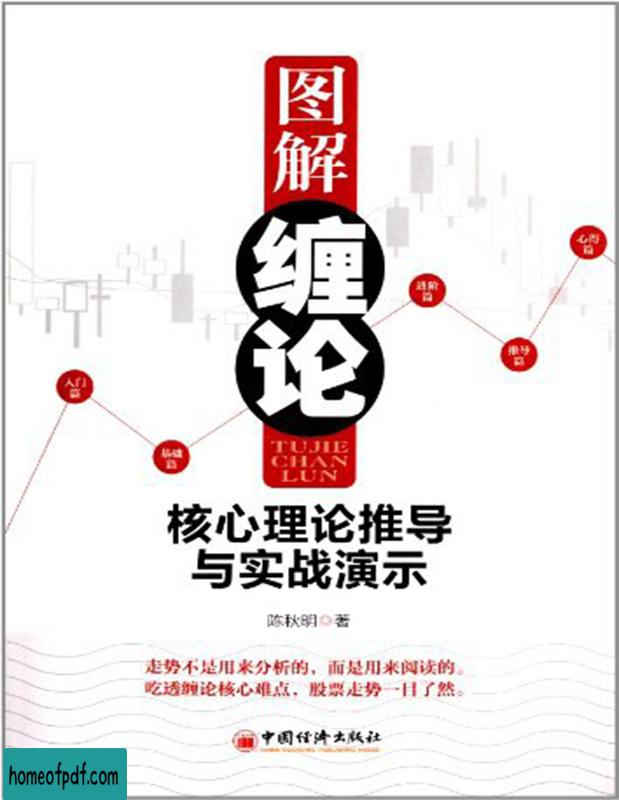 图
解
缠
论
心得
篇
进阶
篇
推导
篇
入门
篇
基础
篇
TUJIE
CHAN
LUN
核心理论推导
与实战演示
陈秋明 著
走势不是用来分析的，而是用来阅读的。
吃透缠论核心难点，股票走势一目了然。
中国经济出版社
CHINA ECONOMIC PUBLISHING HOUSE
homeofpdf.com